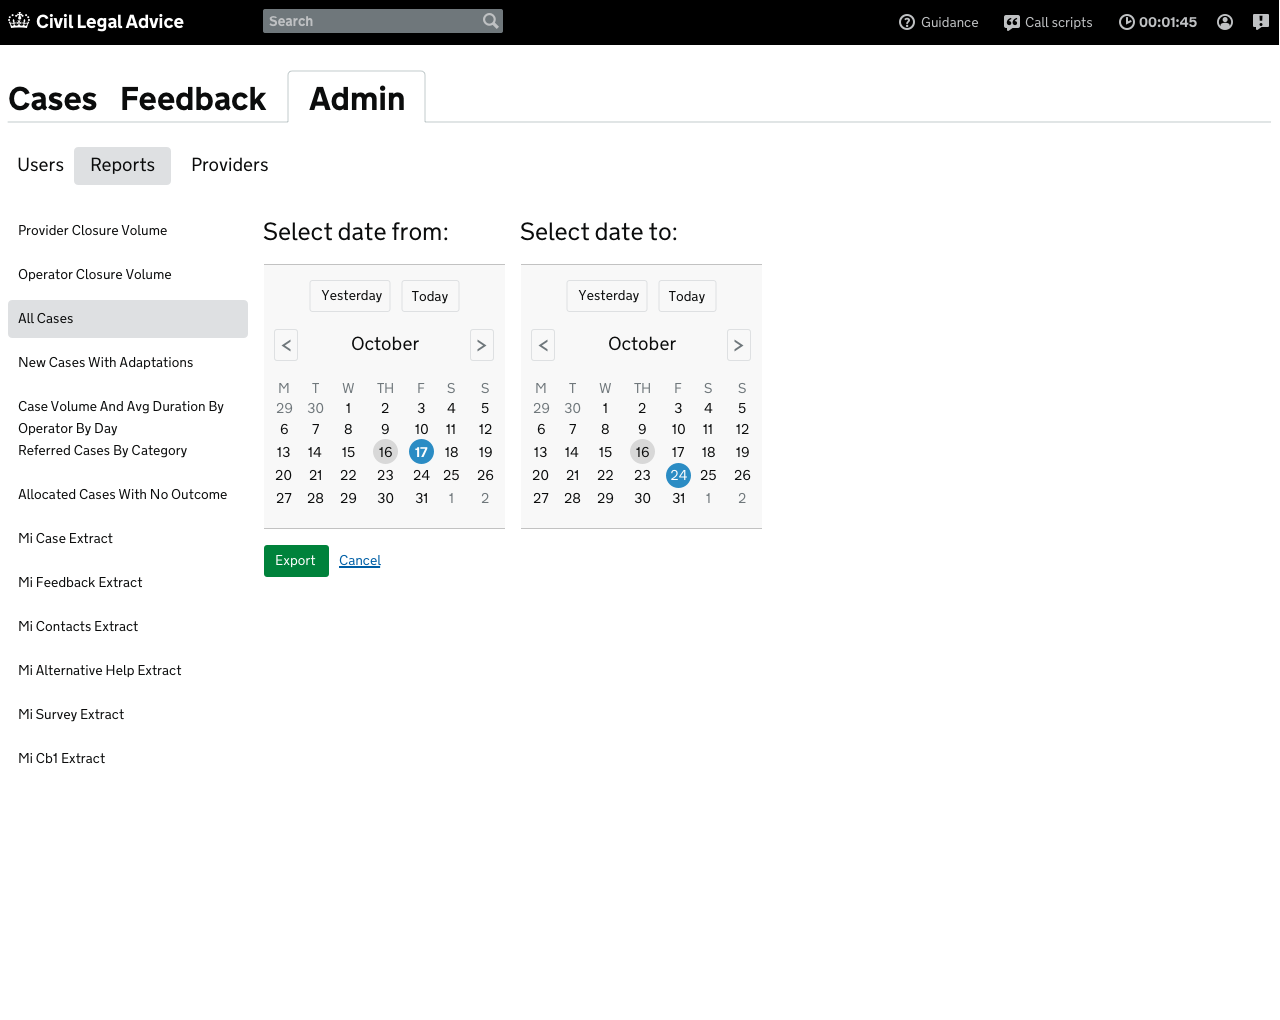 Civil Legal Advice
Search
Guidance
Call scripts
00:01:45
Cases Feedback Admin
Users Reports Providers
Provider Closure Volume
Operator Closure Volume
All Cases
New Cases With Adaptations
Case Volume And Avg Duration By
Operator By Day
Referred Cases By Category
Allocated Cases With No Outcome
Mi Case Extract
Mi Feedback Extract
Mi Contacts Extract
Mi Alternative Help Extract
Mi Survey Extract
Mi Cb1 Extract
Select date from:
Yesterday Today
< October >
M T W TH F S S
29 30 1 2 3 4 5
6 7 8 9 10 11 12
13 14 15 16 17 18 19
20 21 22 23 24 25 26
27 28 29 30 31 1 2
Select date to:
Yesterday Today
< October >
M T W TH F S S
29 30 1 2 3 4 5
6 7 8 9 10 11 12
13 14 15 16 17 18 19
20 21 22 23 24 25 26
27 28 29 30 31 1 2
Export Cancel